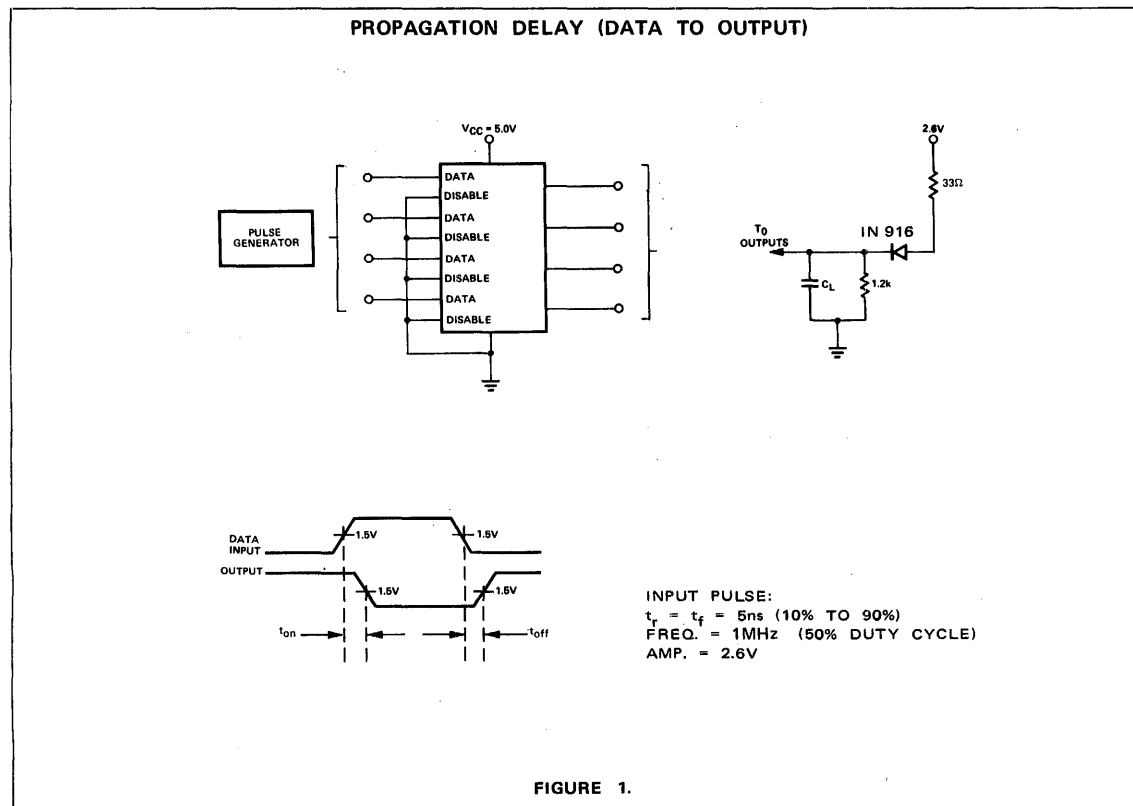 PROPAGATION DELAY (DATA TO OUTPUT)
VCC = 5.0V
PULSE
GENERATOR
DATA
DISABLE
DATA
DISABLE
DATA
DISABLE
DATA
DISABLE
2.6V
33Ω
IN 916
TO
OUTPUTS
CL
1.2k
DATA
INPUT
1.5V
1.5V
OUTPUT
1.5V
1.5V
ton
toff
INPUT PULSE:
tr = tf = 5ns (10% TO 90%)
FREQ. = 1MHz (50% DUTY CYCLE)
AMP. = 2.6V
FIGURE 1.